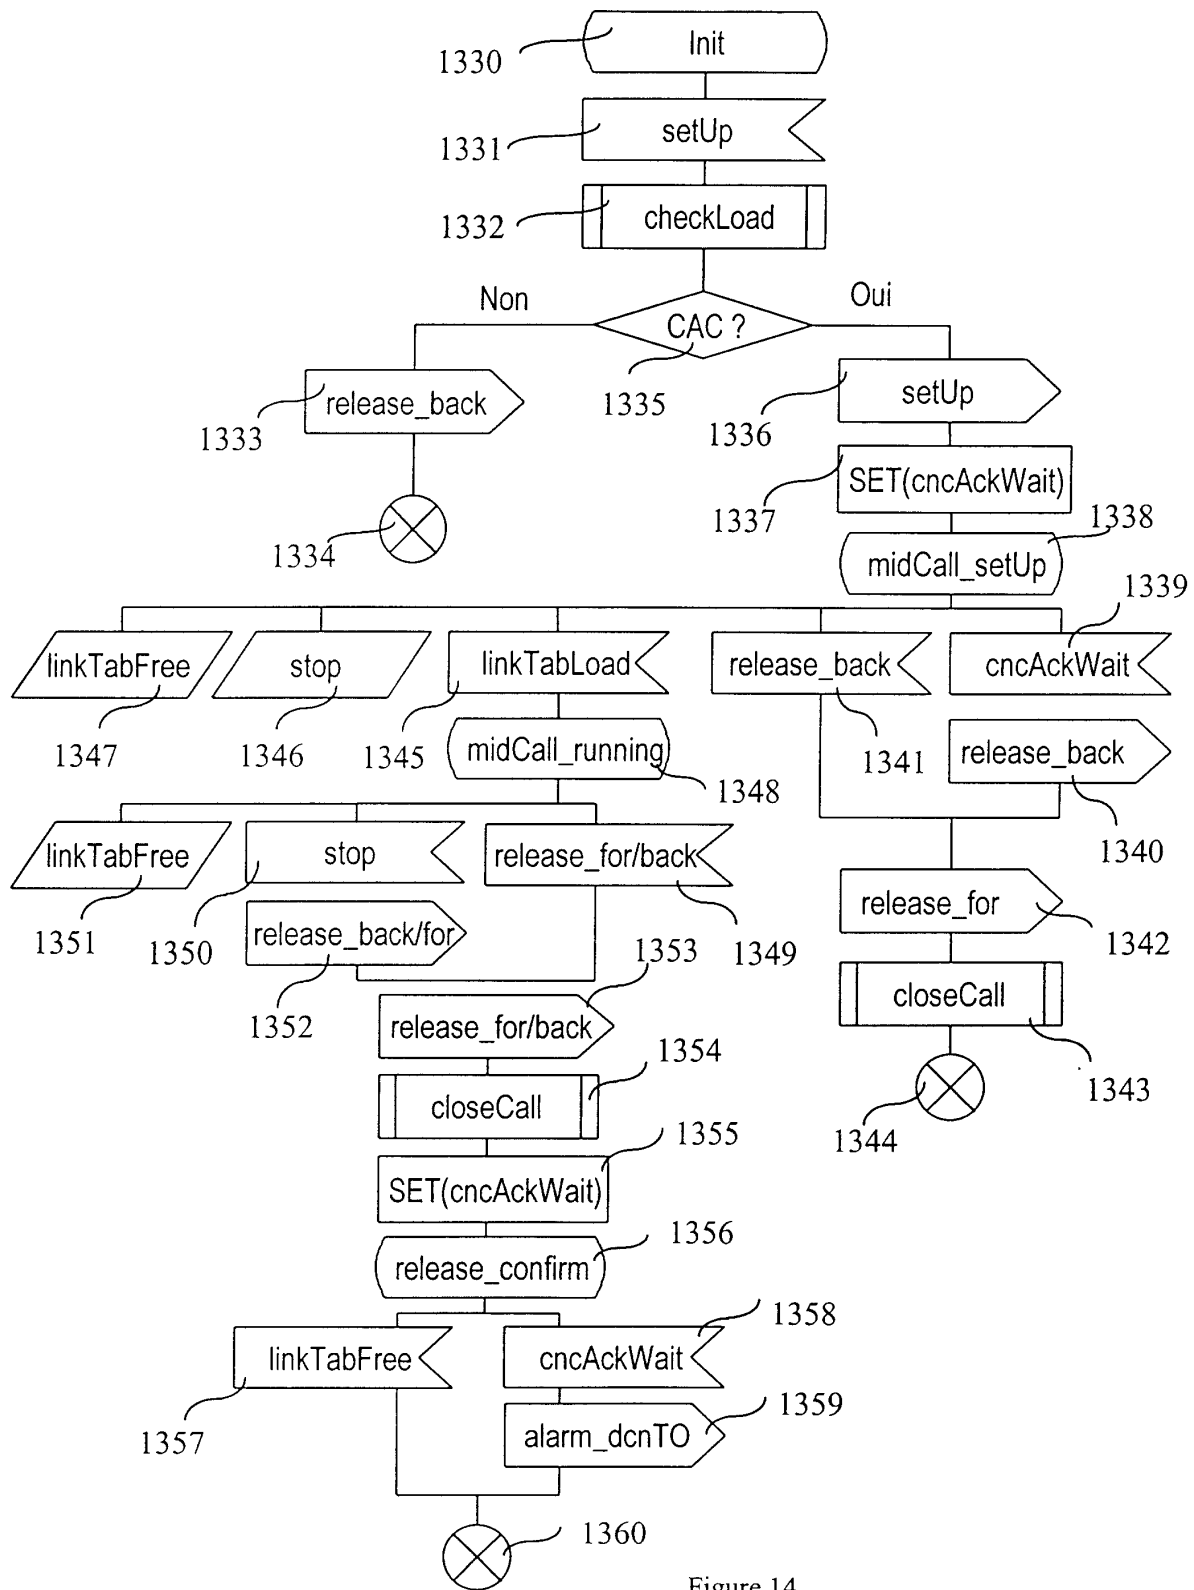 Init
1330
setUp
1331
checkLoad
1332
Non
Oui
CAC ?
1335
release_back
1333
1334
setUp
1336
SET(cncAckWait)
1337
1338
midCall_setUp
1339
linkTabFree
stop
linkTabLoad
release_back
cncAckWait
1347
1346
1345
1341
midCall_running
1348
release_back
1340
linkTabFree
stop
release_for/back
1351
1350
1349
release_for
1342
release_back/for
1352
1353
closeCall
1343
release_for/back
1354
1344
closeCall
1355
SET(cncAckWait)
1356
release_confirm
1358
linkTabFree
cncAckWait
1357
1359
alarm_dcnTO
1360
Figure 14